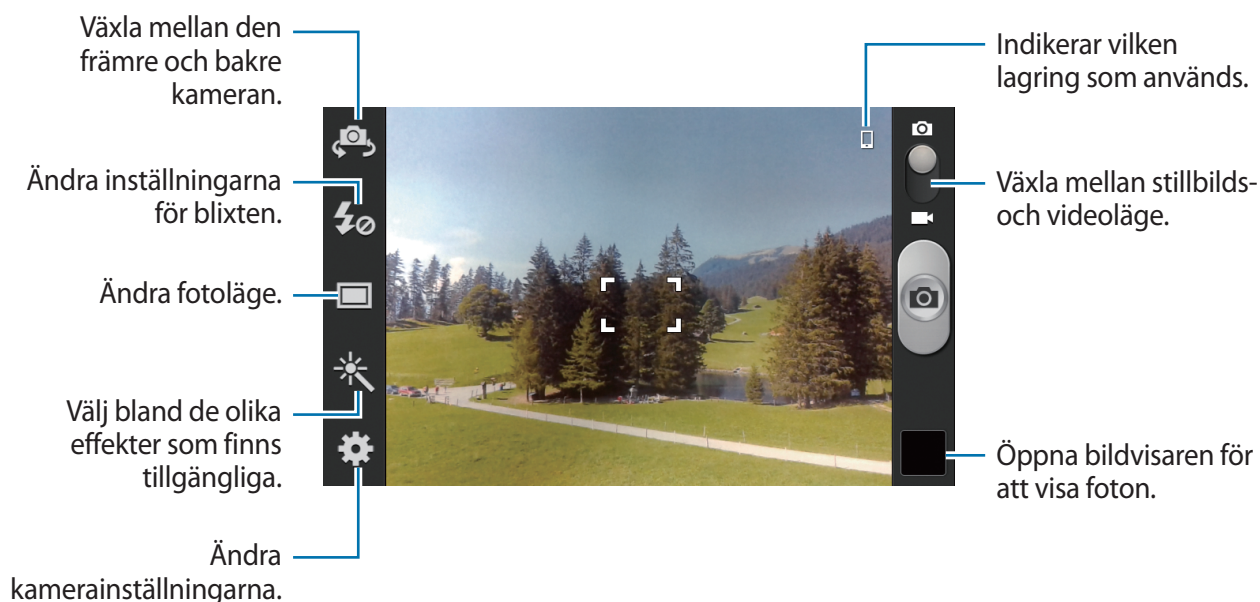 Växla mellan den
främre och bakre
kameran.
Ändra inställningarna
för blixten.
Ändra fotoläge.
Välj bland de olika
effekter som finns
tillgängliga.
Ändra
kamerainställningarna.
Indikerar vilken
lagring som används.
Växla mellan stillbilds-
och videoläge.
Öppna bildvisaren för
att visa foton.